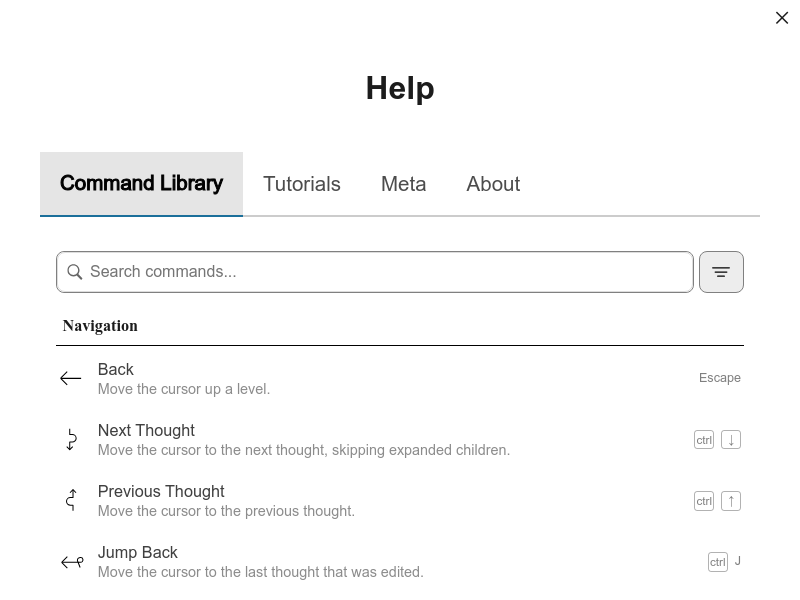 Help
Command Library Tutorials Meta About
Search commands...
Navigation
Back
Move the cursor up a level.
Escape
Next Thought
Move the cursor to the next thought, skipping expanded children.
ctrl ↓
Previous Thought
Move the cursor to the previous thought.
ctrl ↑
Jump Back
Move the cursor to the last thought that was edited.
ctrl J